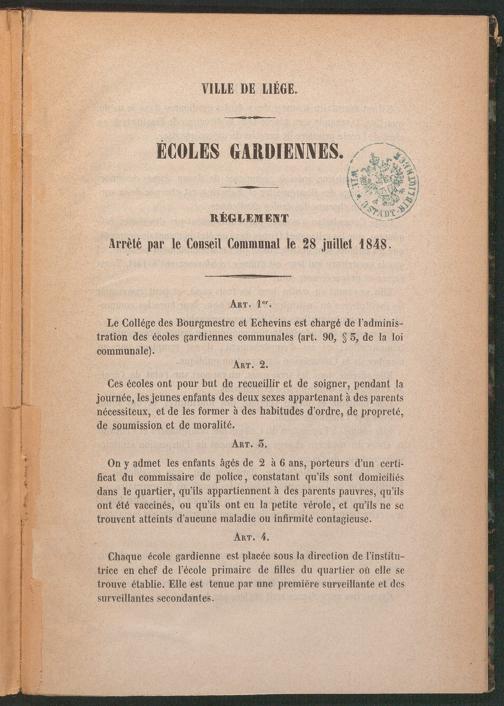 VILLE DE LIÉGE.
ÉCOLES GARDIENNES.
WIENER STADT-BIBLIOTHEK
RÉGLEMENT
Arrêté par le Conseil Communal le 28 juillet 1848.
ART. 1er.
Le Collége des Bourgmestre et Echevins est chargé de l'adminis-
tration des écoles gardiennes communales (art. 90, § 5, de la loi
communale).
ART. 2.
Ces écoles ont pour but de recueillir et de soigner, pendant la
journée, les jeunes enfants des deux sexes appartenant à des parents
nécessiteux, et de les former à des habitudes d'ordre, de propreté,
de soumission et de moralité.
ART. 3.
On y admet les enfants âgés de 2 à 6 ans, porteurs d'un certi-
ficat du commissaire de police, constatant qu'ils sont domiciliés
dans le quartier, qu'ils appartiennent à des parents pauvres, qu'ils
ont été vaccinés, ou qu'ils ont eu la petite vérole, et qu'ils ne se
trouvent atteints d'aucune maladie ou infirmité contagieuse.
ART. 4.
Chaque école gardienne est placée sous la direction de l'institu-
trice en chef de l'école primaire de filles du quartier où elle se
trouve établie. Elle est tenue par une première surveillante et des
surveillantes secondantes.